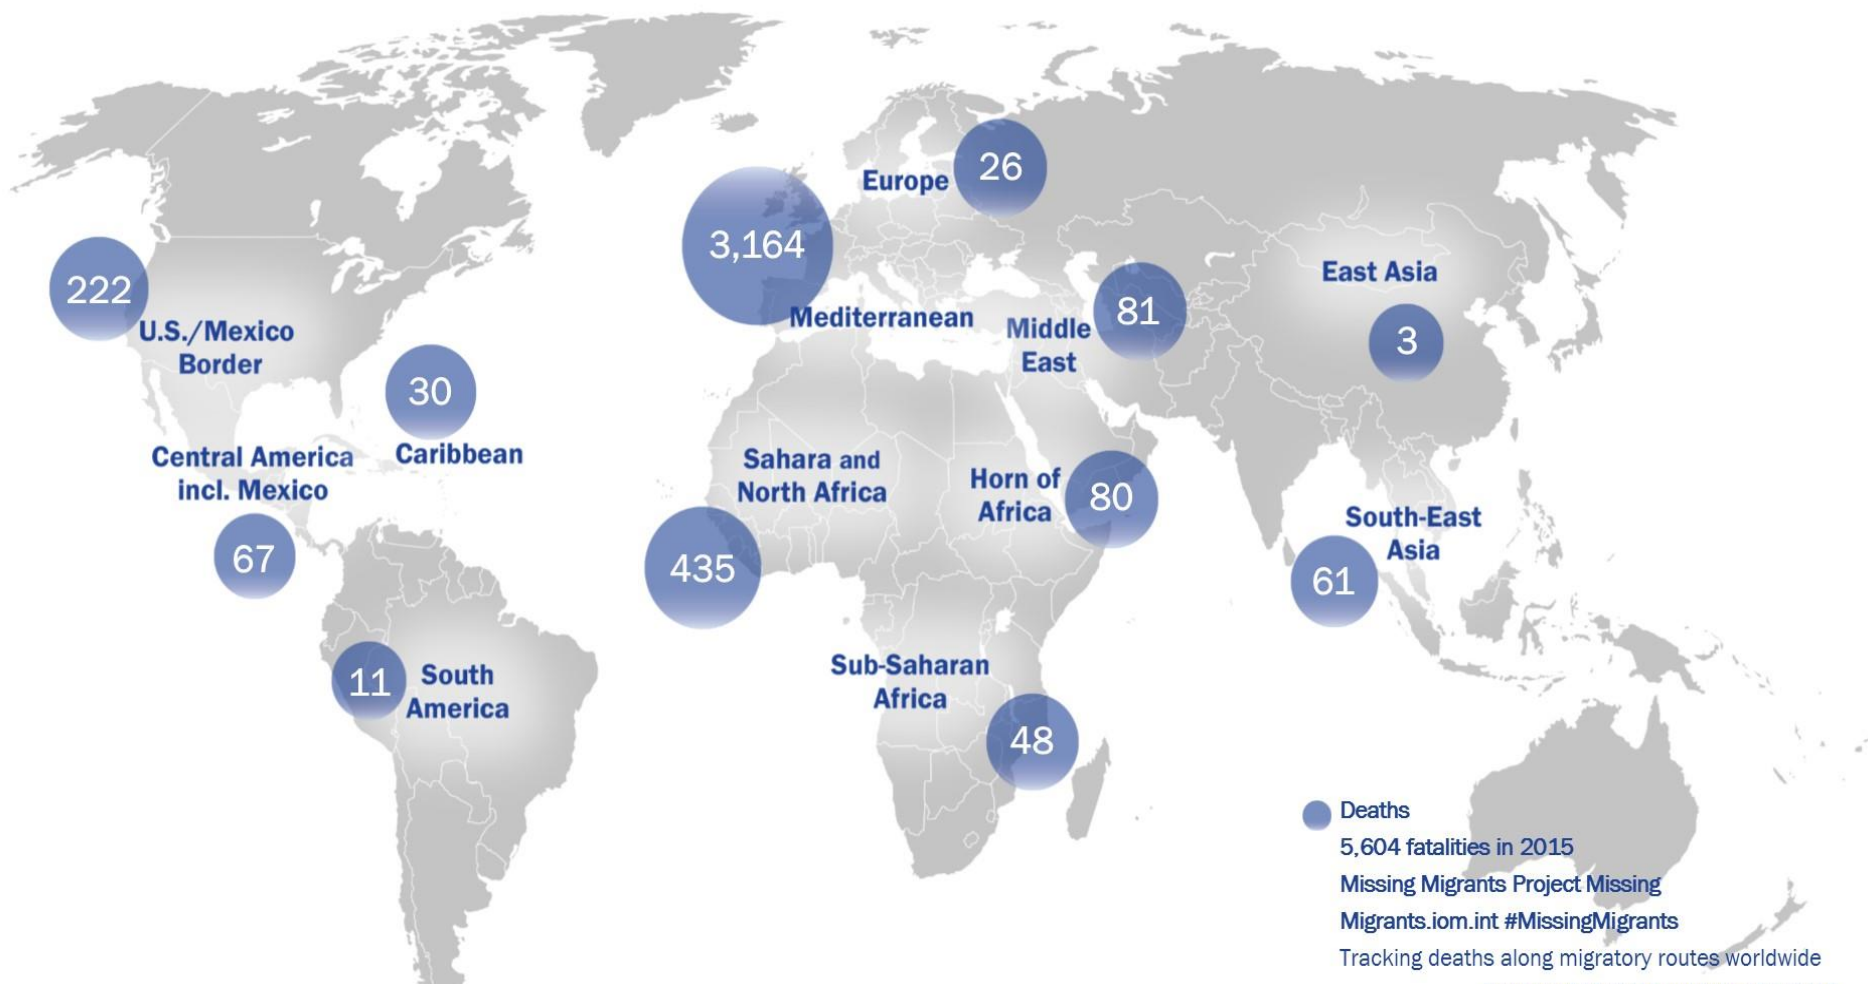 26
Europe
3,164
222
East Asia
81
3
U.S./Mexico
Border
Mediterranean
Middle
East
30
Central America
incl. Mexico
Caribbean
Sahara and
North Africa
Horn of
Africa
80
67
435
South-East
Asia
61
11
South
America
Sub-Saharan
Africa
48
Deaths
5,604 fatalities in 2015
Missing Migrants Project Missing
Migrants.iom.int #MissingMigrants
Tracking deaths along migratory routes worldwide